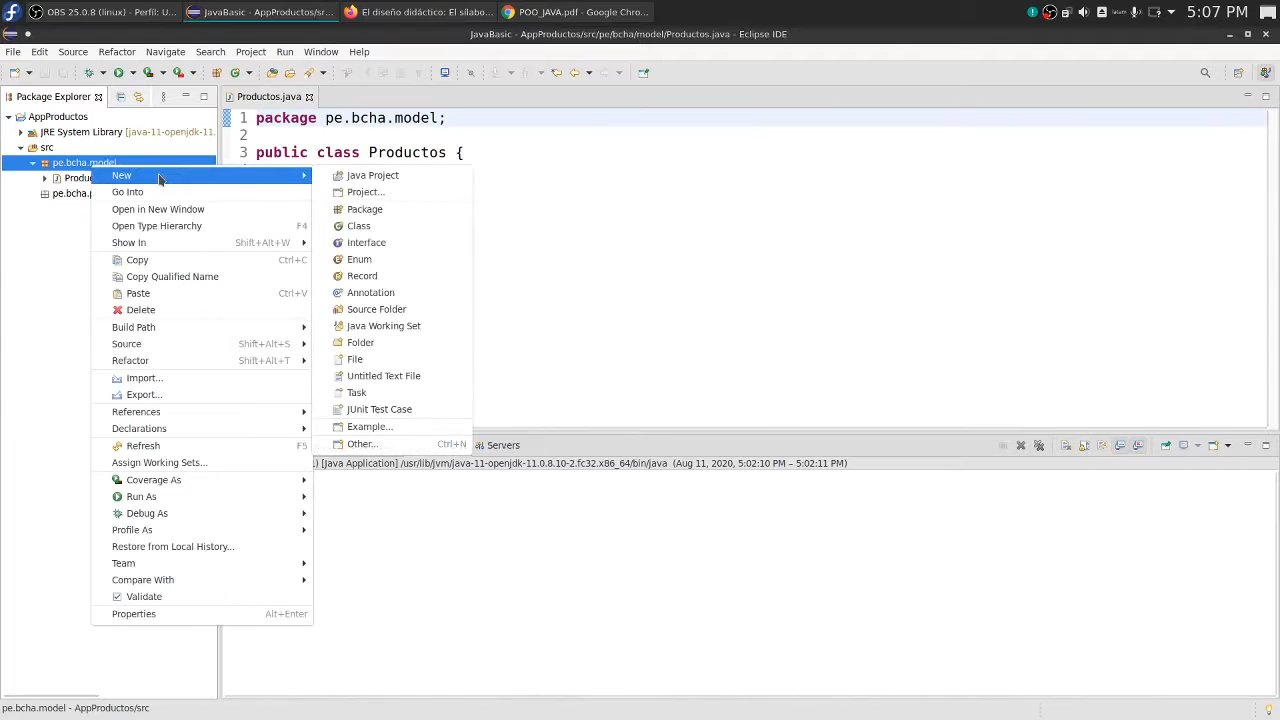 OBS 25.0.8 (linux) - Perfil: U...
JavaBasic - AppProductos/sr...
El diseño didáctico: El sílabo...
POO_JAVA.pdf - Google Chro...
latam
5:07 PM
JavaBasic - AppProductos/src/pe/bcha/model/Productos.java - Eclipse IDE
File Edit Source Refactor Navigate Search Project Run Window Help
Package Explorer
Productos.java
AppProductos
JRE System Library [java-11-openjdk-11.
src
pe.bcha.model
Produ
pe.bcha.
1 package pe.bcha.model;
2
3 public class Productos {
New
Go Into
Open in New Window
Open Type Hierarchy F4
Show In Shift+Alt+W
Copy Ctrl+C
Copy Qualified Name
Paste Ctrl+V
Delete
Build Path
Source Shift+Alt+S
Refactor Shift+Alt+T
Import...
Export...
References
Declarations
Refresh F5
Assign Working Sets...
Coverage As
Run As
Debug As
Profile As
Restore from Local History...
Team
Compare With
Validate
Properties Alt+Enter
Java Project
Project...
Package
Class
Interface
Enum
Record
Annotation
Source Folder
Java Working Set
Folder
File
Untitled Text File
Task
JUnit Test Case
Example...
Other... Ctrl+N
Servers
) [Java Application] /usr/lib/jvm/java-11-openjdk-11.0.8.10-2.fc32.x86_64/bin/java (Aug 11, 2020, 5:02:10 PM – 5:02:11 PM)
pe.bcha.model - AppProductos/src